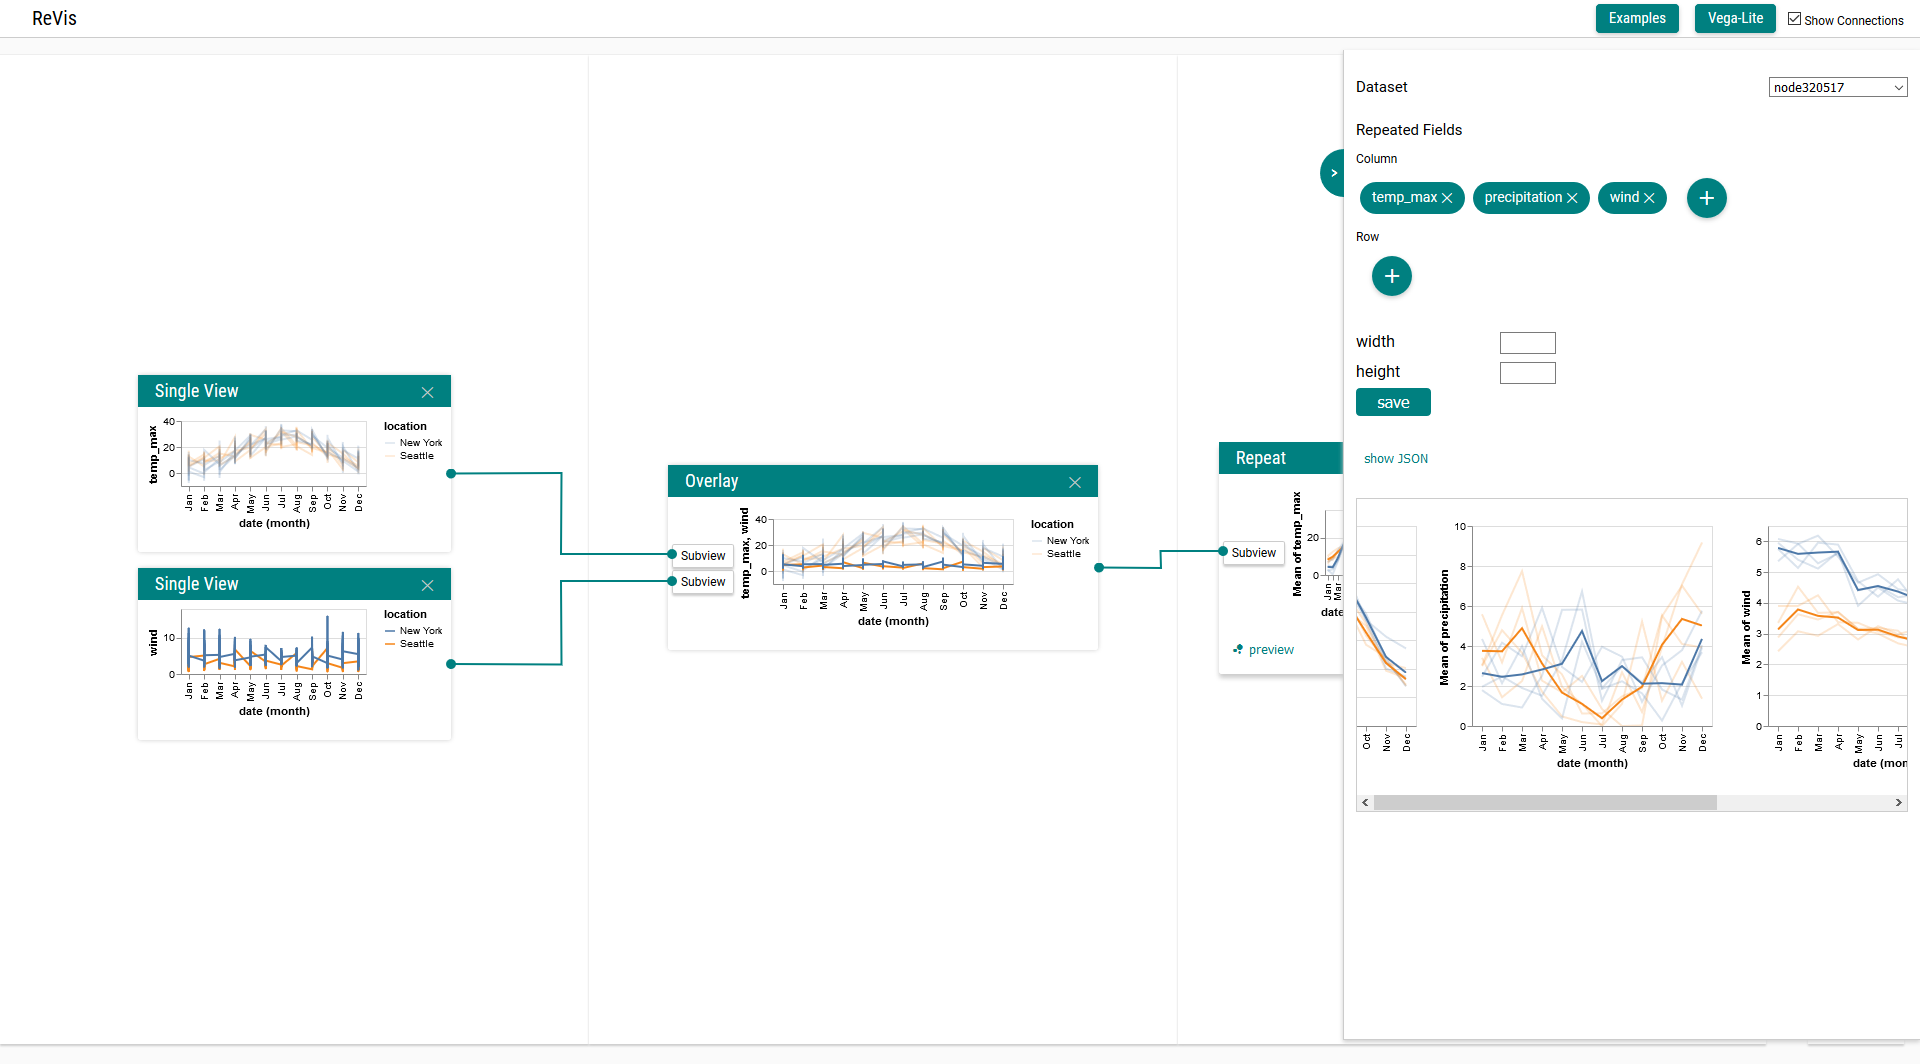 ReVis
Examples
Vega-Lite
Show Connections
Dataset
node320517
Repeated Fields
Column
temp_max
precipitation
wind
Row
width
height
save
show JSON
Single View
temp_max
40
20
0
Jan Feb Mar Apr May Jun Jul Aug Sep Oct Nov Dec
date (month)
location
New York
Seattle
Single View
wind
10
0
Jan Feb Mar Apr May Jun Jul Aug Sep Oct Nov Dec
date (month)
location
New York
Seattle
Overlay
Subview
Subview
temp_max, wind
40
20
0
Jan Feb Mar Apr May Jun Jul Aug Sep Oct Nov Dec
date (month)
location
New York
Seattle
Repeat
Subview
Mean of temp_max
20
0
Jan Mar
date
preview
Oct Nov Dec
Mean of precipitation
10
8
6
4
2
0
Jan Feb Mar Apr May Jun Jul Aug Sep Oct Nov Dec
date (month)
Mean of wind
6
5
4
3
2
1
0
Jan Feb Mar Apr May Jun Jul
date (mon